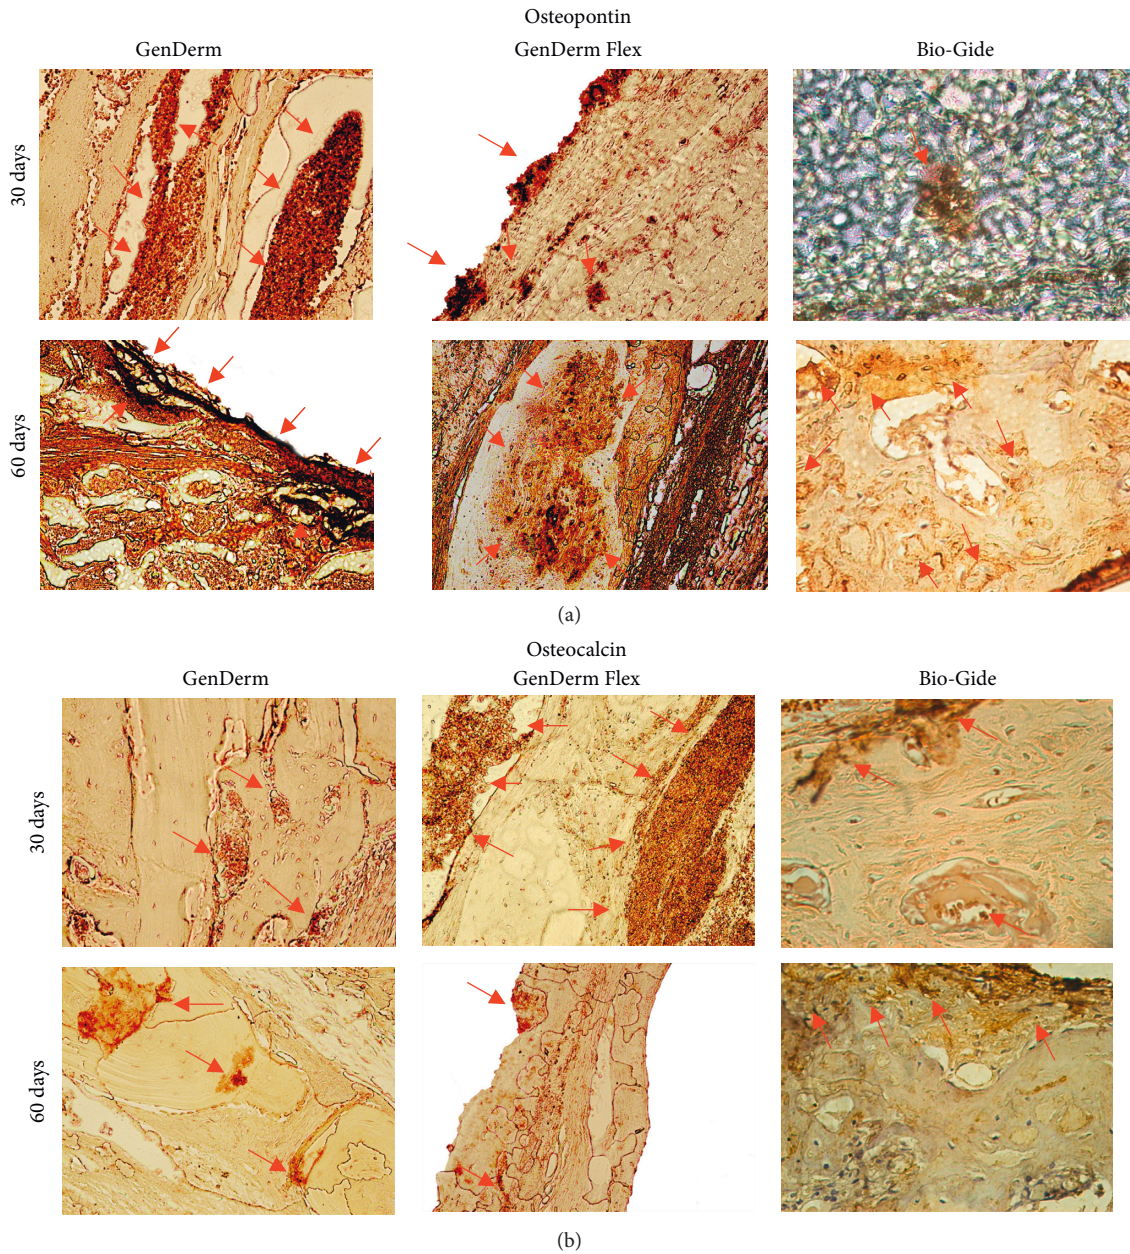 Osteopontin
GenDerm
GenDerm Flex
Bio-Gide
30 days
60 days
(a)
Osteocalcin
GenDerm
GenDerm Flex
Bio-Gide
30 days
60 days
(b)